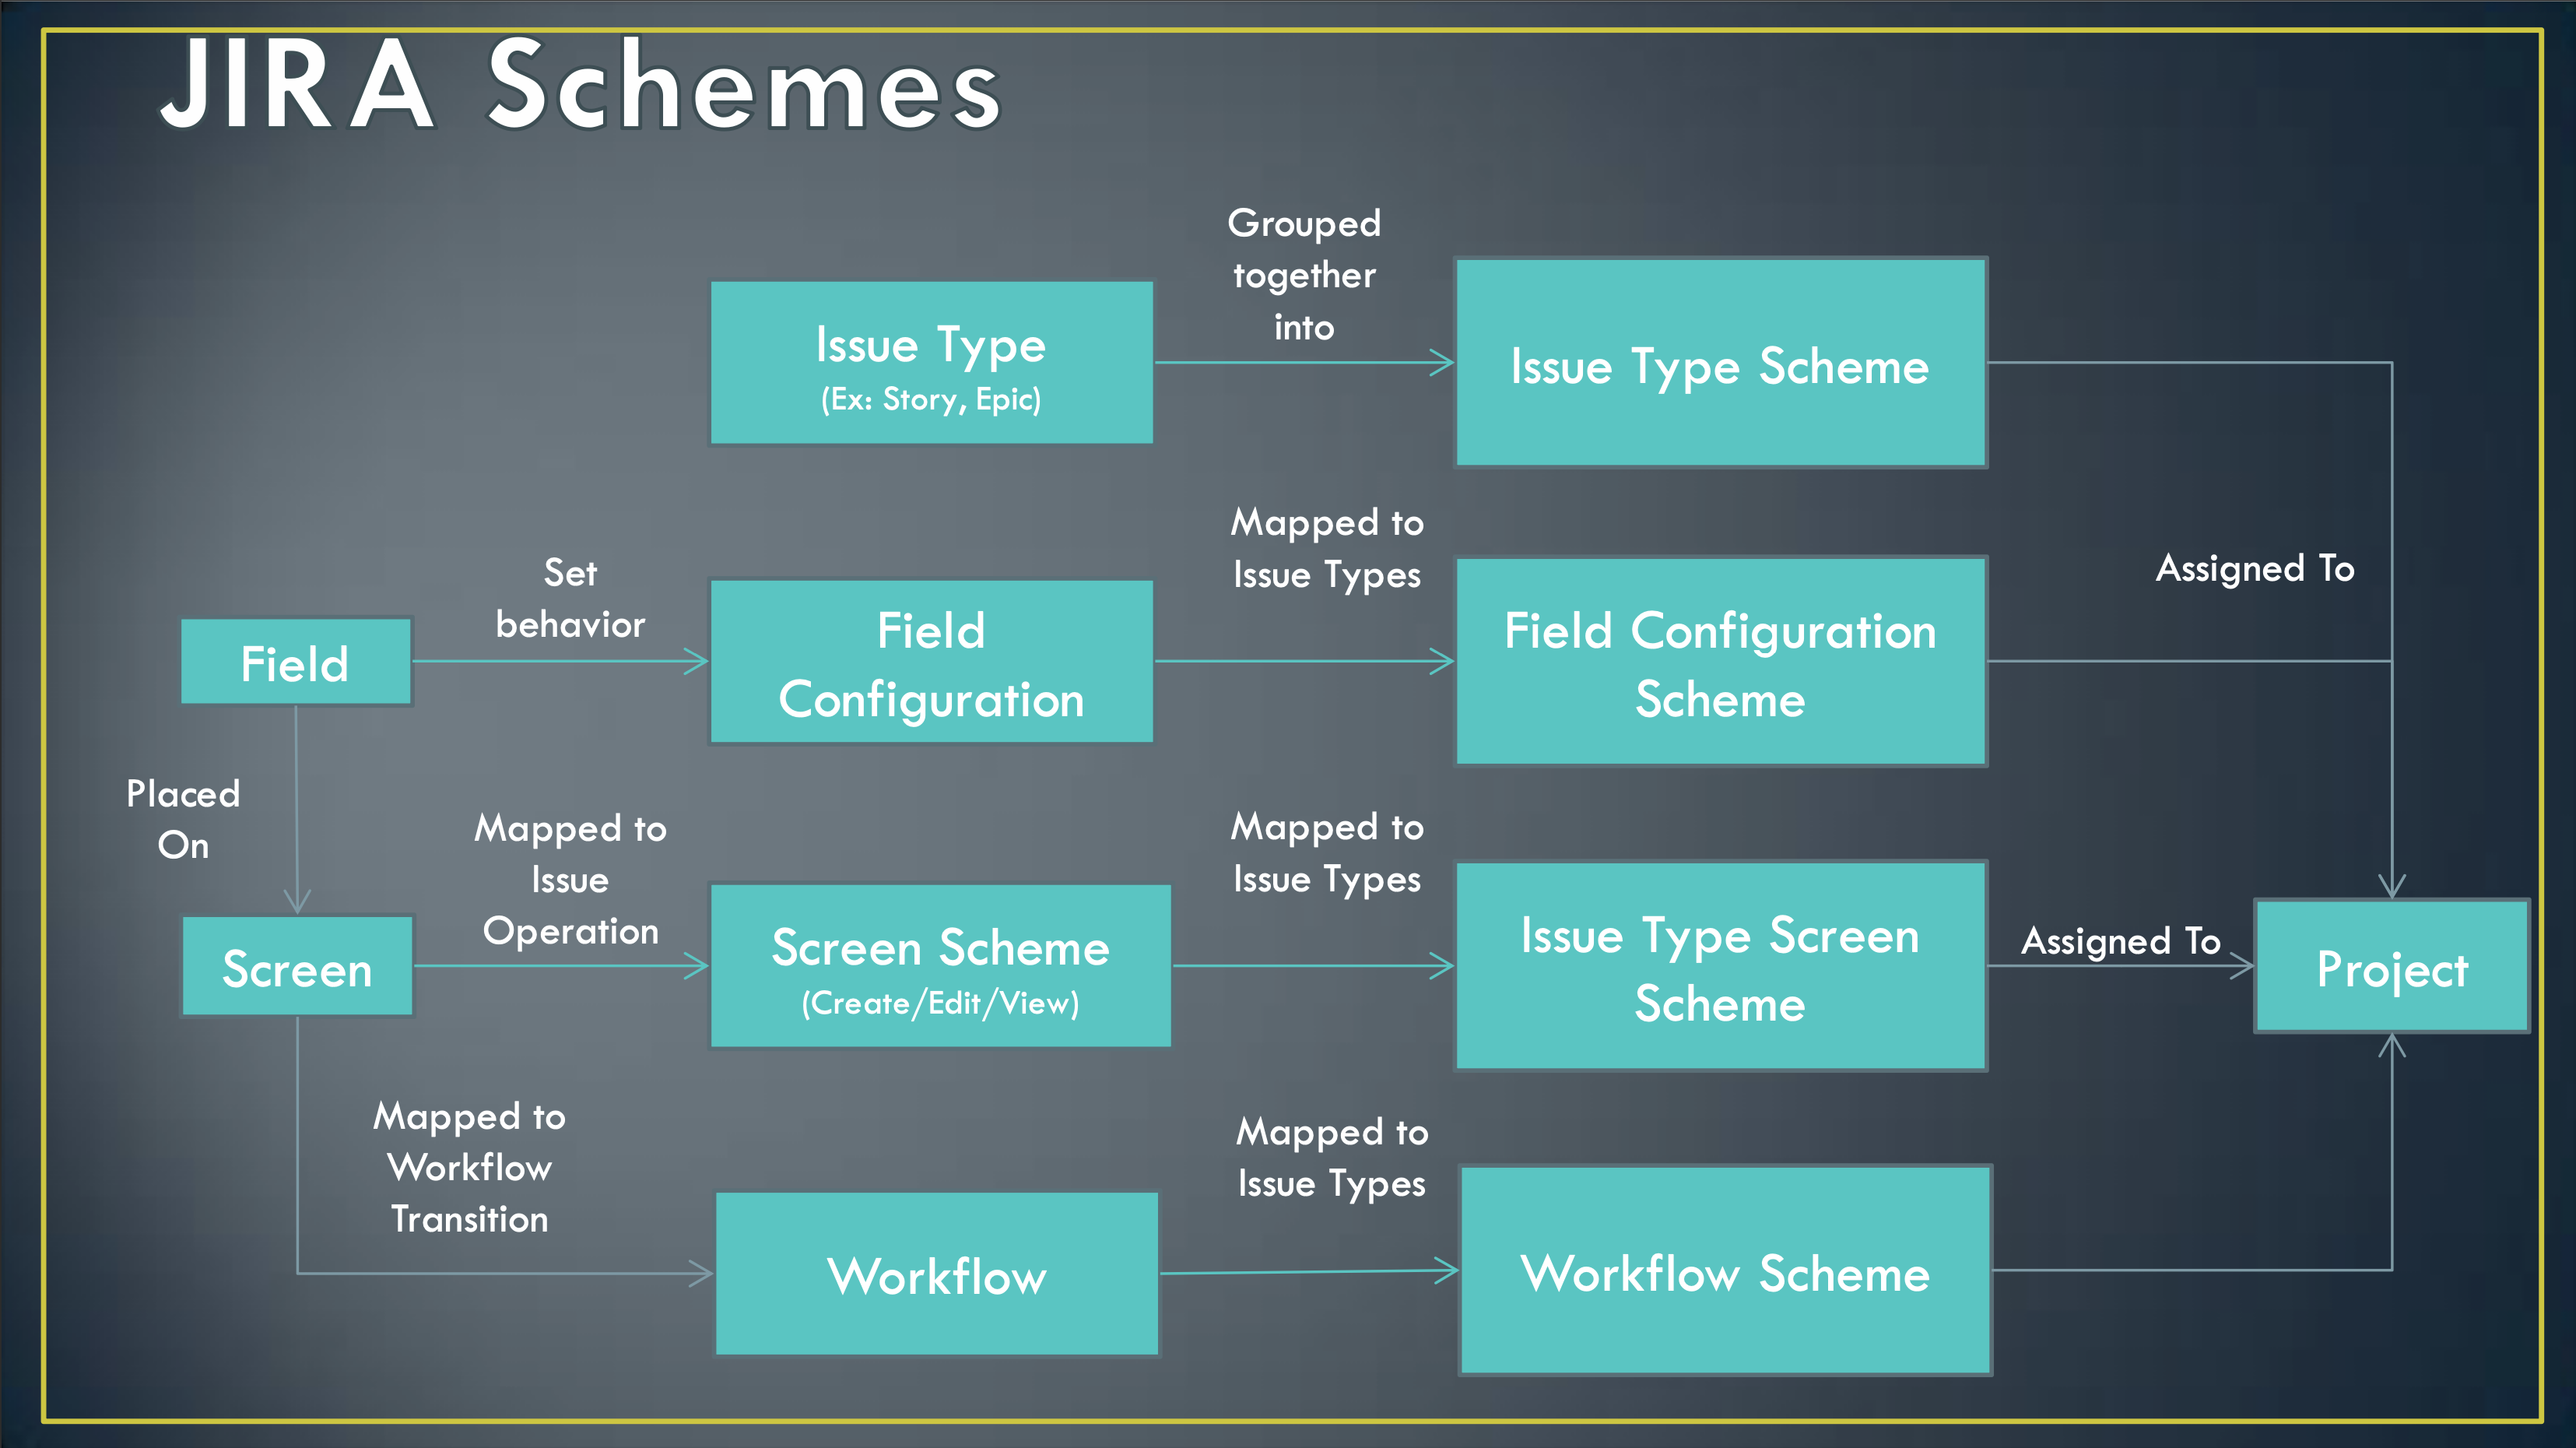 JIRA Schemes
Grouped
together
into
Issue Type
(Ex: Story, Epic)
Issue Type Scheme
Mapped to
Issue Types
Assigned To
Set
behavior
Field
Field
Configuration
Field Configuration
Scheme
Placed
On
Mapped to
Issue
Operation
Mapped to
Issue Types
Screen
Screen Scheme
(Create/Edit/View)
Issue Type Screen
Scheme
Assigned To
Project
Mapped to
Workflow
Transition
Mapped to
Issue Types
Workflow
Workflow Scheme